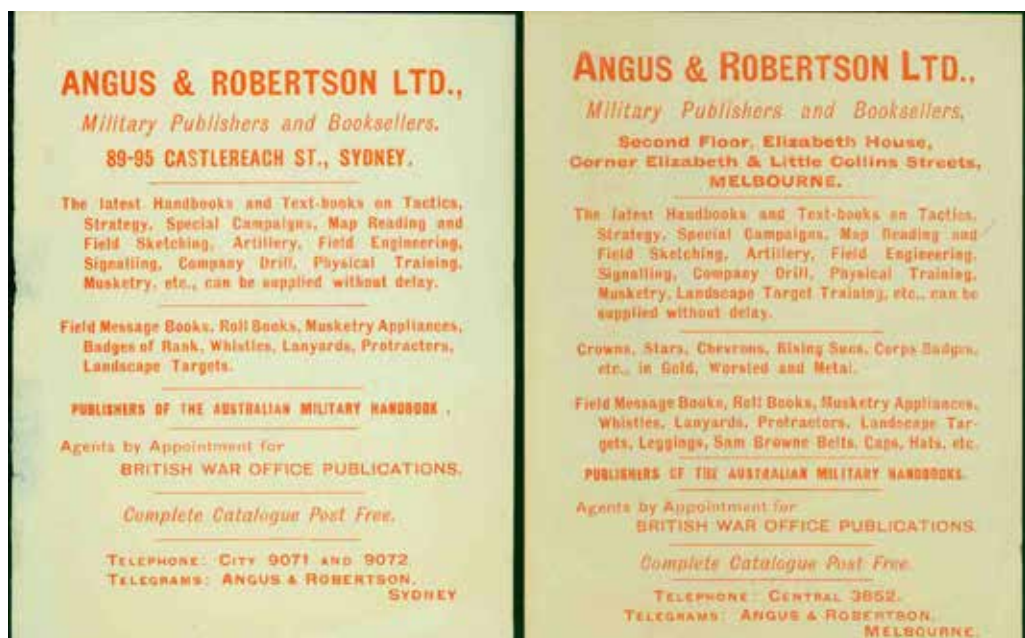 ANGUS & ROBERTSON LTD.,
Military Publishers and Booksellers,
89-95 CASTLEREACH ST., SYDNEY.
The latest Handbooks and Text-books on Tactics,
Strategy, Special Campaigns, Map Reading and
Field Sketching, Artillery, Field Engineering,
Signalling, Company Drill, Physical Training,
Musketry, etc., can be supplied without delay.
Field Message Books, Roll Books, Musketry Appliances,
Badges of Rank, Whistles, Lanyards, Protractors,
Landscape Targets.
PUBLISHERS OF THE AUSTRALIAN MILITARY HANDBOOK.
Agents by Appointment for
BRITISH WAR OFFICE PUBLICATIONS.
Complete Catalogue Post Free.
TELEPHONE: CITY 9071 AND 9072
TELEGRAMS: ANGUS & ROBERTSON,
SYDNEY
ANGUS & ROBERTSON LTD.,
Military Publishers and Booksellers,
Second Floor, Elizabeth House,
Corner Elizabeth & Little Collins Streets,
MELBOURNE.
The latest Handbooks and Text-books on Tactics,
Strategy, Special Campaigns, Map Reading and
Field Sketching, Artillery, Field Engineering,
Signalling, Company Drill, Physical Training,
Musketry, Landscape Target Training, etc., can be
supplied without delay.
Crowns, Stars, Chevrons, Rising Suns, Corps Badges,
etc., in Gold, Worsted and Metal.
Field Message Books, Roll Books, Musketry Appliances,
Whistles, Lanyards, Protractors, Landscape Tar-
gets, Leggings, Sam Browne Belts, Caps, Hats, etc.
PUBLISHERS OF THE AUSTRALIAN MILITARY HANDBOOKS.
Agents by Appointment for
BRITISH WAR OFFICE PUBLICATIONS.
Complete Catalogue Post Free.
TELEPHONE: CENTRAL 3852.
TELEGRAMS: ANGUS & ROBERTSON,
MELBOURNE.